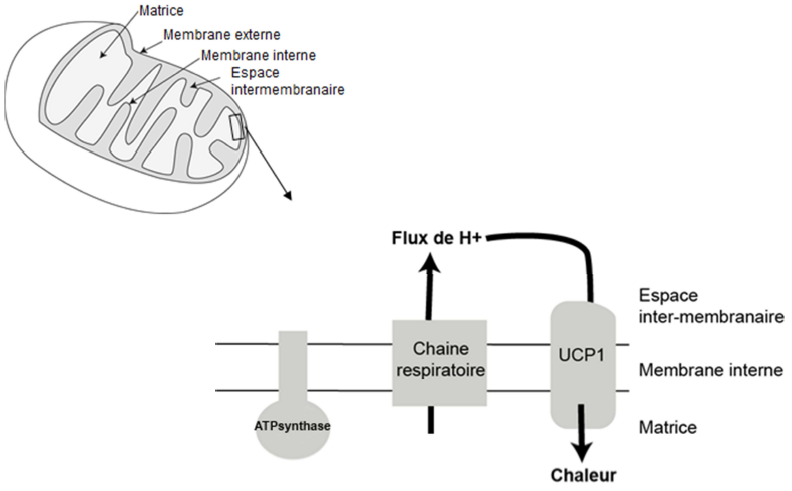 Matrice
Membrane externe
Membrane interne
Espace
intermembranaire
Flux de H+
Espace
inter-membranaire
Chaine
respiratoire
UCP1
Membrane interne
ATPsynthase
Matrice
Chaleur